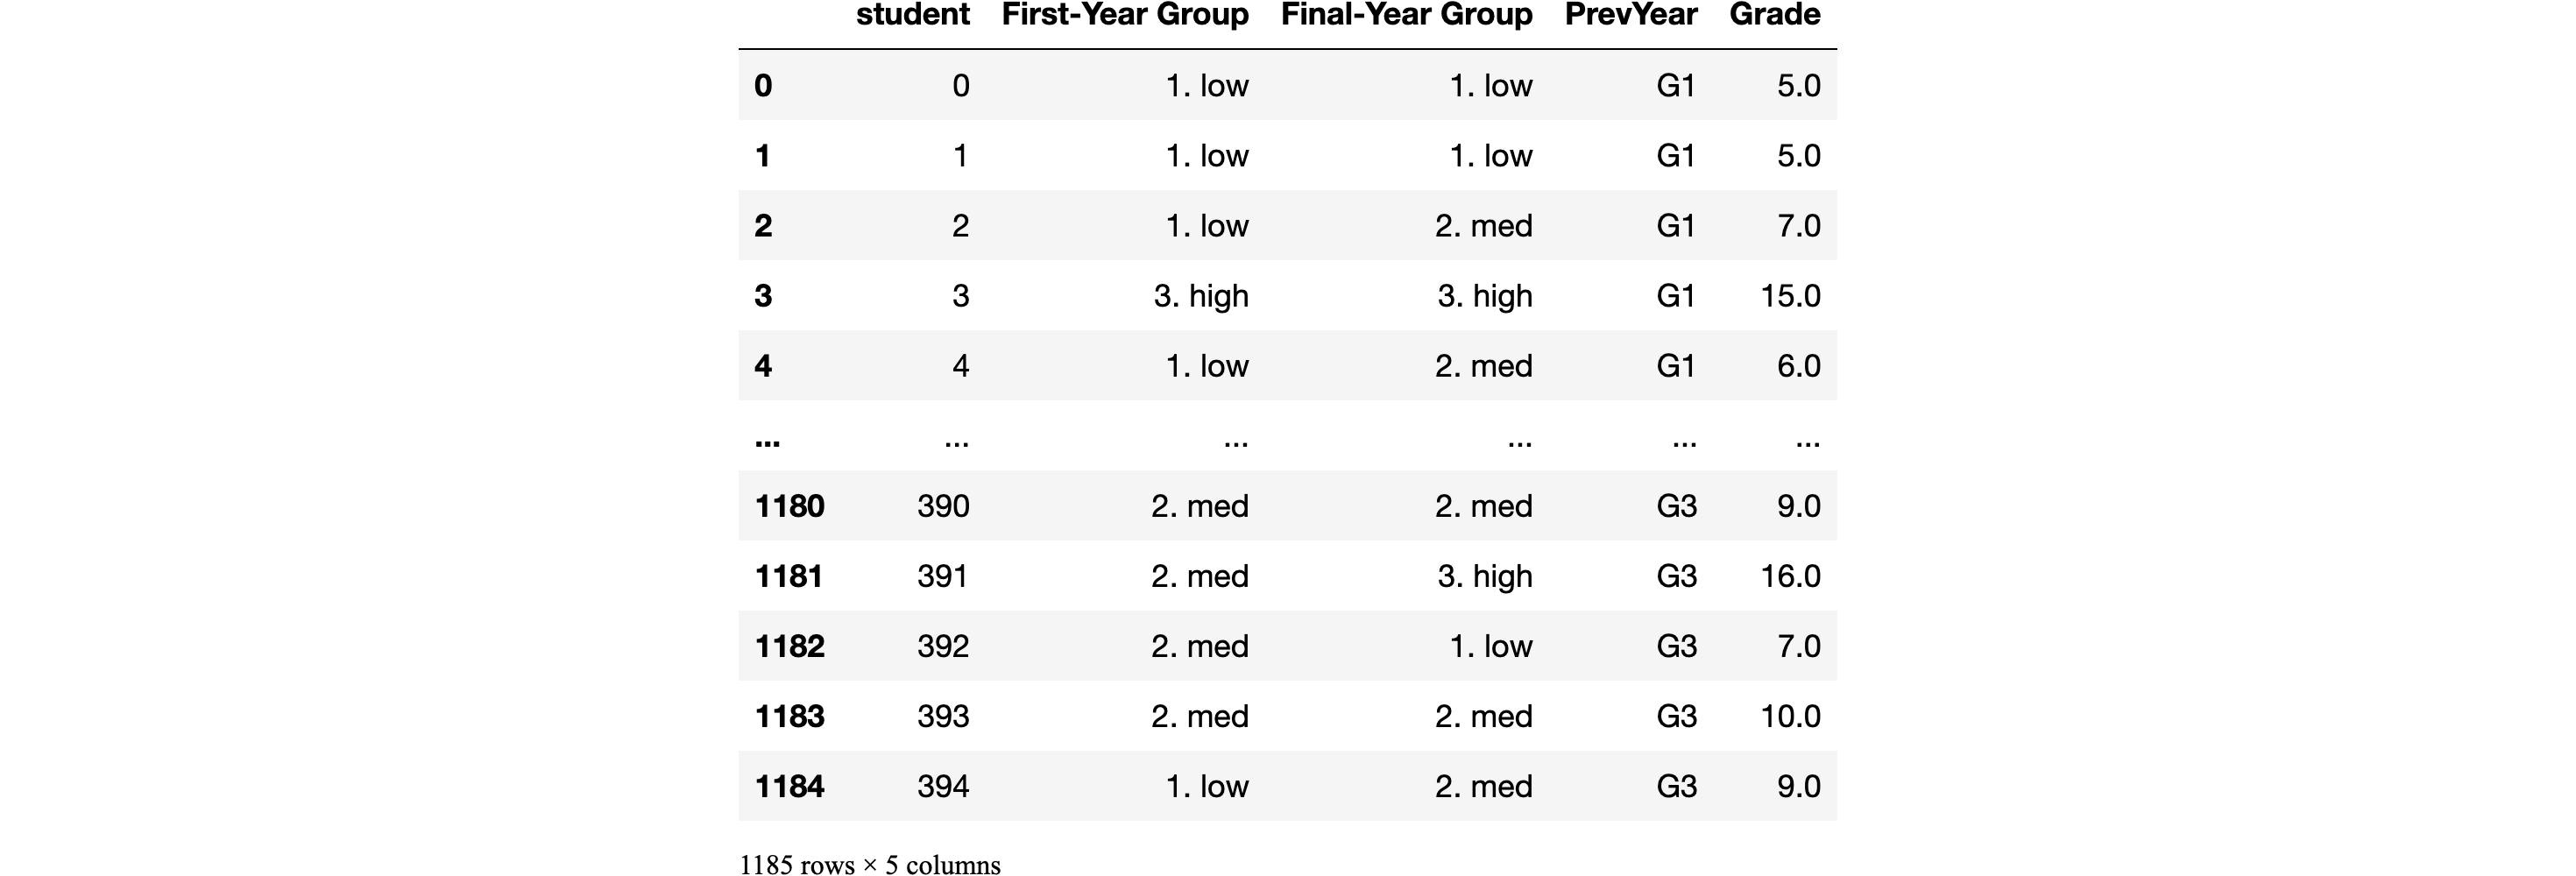 student First-Year Group Final-Year Group PrevYear Grade
0 0 1. low 1. low G1 5.0
1 1 1. low 1. low G1 5.0
2 2 1. low 2. med G1 7.0
3 3 3. high 3. high G1 15.0
4 4 1. low 2. med G1 6.0
... ... ... ... ... ...
1180 390 2. med 2. med G3 9.0
1181 391 2. med 3. high G3 16.0
1182 392 2. med 1. low G3 7.0
1183 393 2. med 2. med G3 10.0
1184 394 1. low 2. med G3 9.0
1185 rows × 5 columns